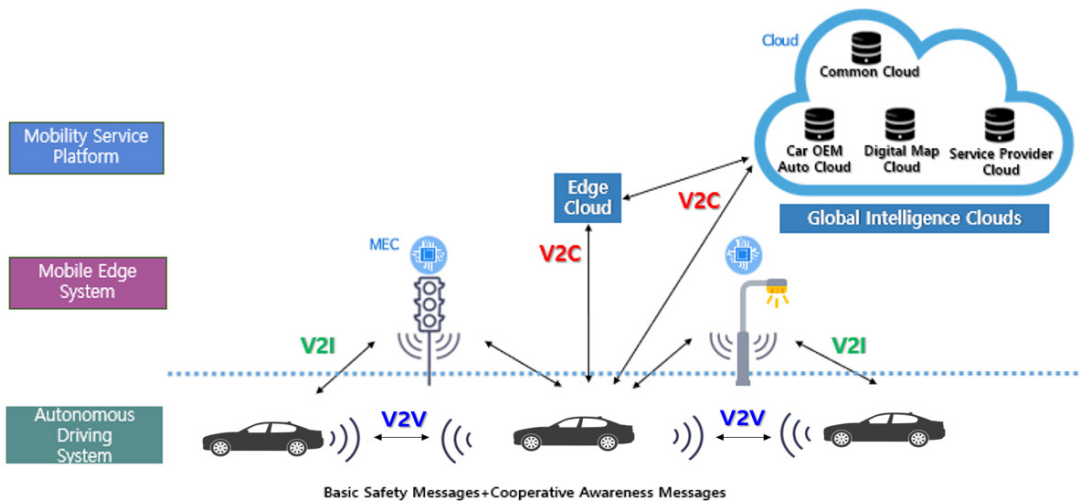 Cloud
Common Cloud
Mobility Service
Platform
Car OEM
Auto Cloud
Digital Map
Cloud
Service Provider
Cloud
Edge
Cloud
V2C
Global Intelligence Clouds
MEC
V2C
Mobile Edge
System
V2I
V2I
Autonomous
Driving
System
V2V
V2V
Basic Safety Messages+Cooperative Awareness Messages